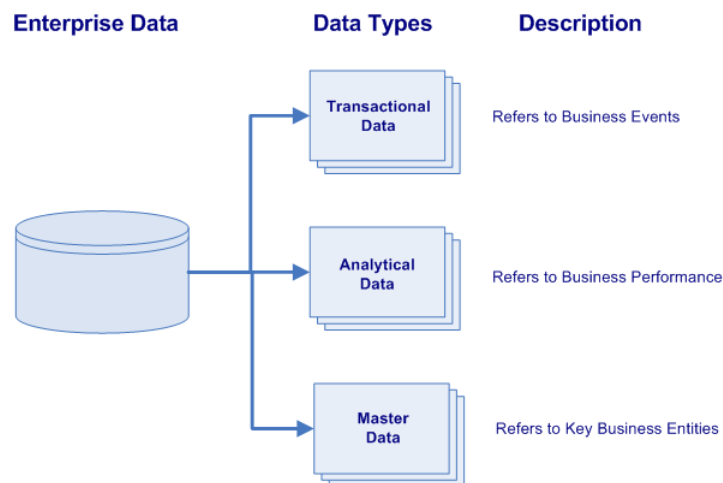 Enterprise Data
Data Types
Description
Transactional
Data
Refers to Business Events
Analytical
Data
Refers to Business Performance
Master
Data
Refers to Key Business Entities